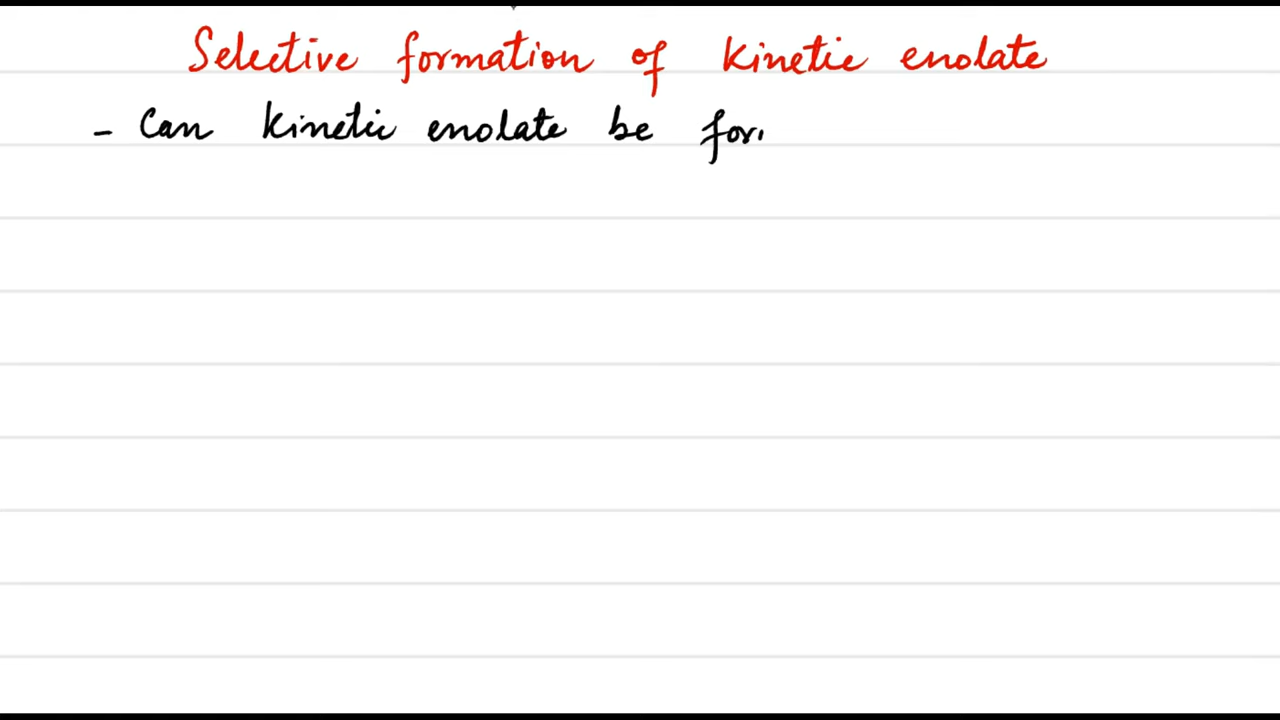 Selective formation of kinetic enolate
- Can kinetic enolate be for